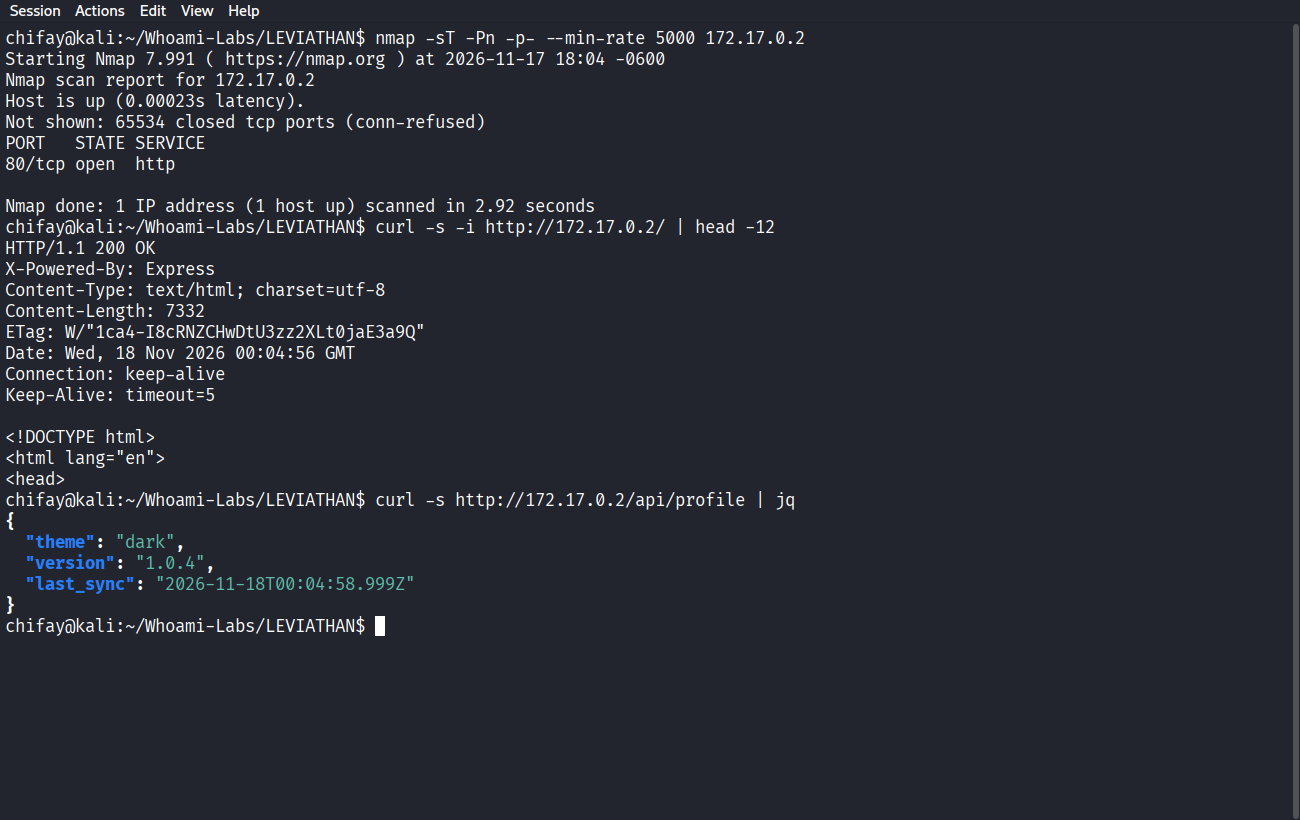 Session Actions Edit View Help
chifay@kali:~/Whoami-Labs/LEVIATHAN$ nmap -sT -Pn -p- --min-rate 5000 172.17.0.2
Starting Nmap 7.991 ( https://nmap.org ) at 2026-11-17 18:04 -0600
Nmap scan report for 172.17.0.2
Host is up (0.00023s latency).
Not shown: 65534 closed tcp ports (conn-refused)
PORT   STATE SERVICE
80/tcp open  http

Nmap done: 1 IP address (1 host up) scanned in 2.92 seconds
chifay@kali:~/Whoami-Labs/LEVIATHAN$ curl -s -i http://172.17.0.2/ | head -12
HTTP/1.1 200 OK
X-Powered-By: Express
Content-Type: text/html; charset=utf-8
Content-Length: 7332
ETag: W/"1ca4-I8cRNZCHwDtU3zz2XLt0jaE3a9Q"
Date: Wed, 18 Nov 2026 00:04:56 GMT
Connection: keep-alive
Keep-Alive: timeout=5

<!DOCTYPE html>
<html lang="en">
<head>
chifay@kali:~/Whoami-Labs/LEVIATHAN$ curl -s http://172.17.0.2/api/profile | jq
{
  "theme": "dark",
  "version": "1.0.4",
  "last_sync": "2026-11-18T00:04:58.999Z"
}
chifay@kali:~/Whoami-Labs/LEVIATHAN$